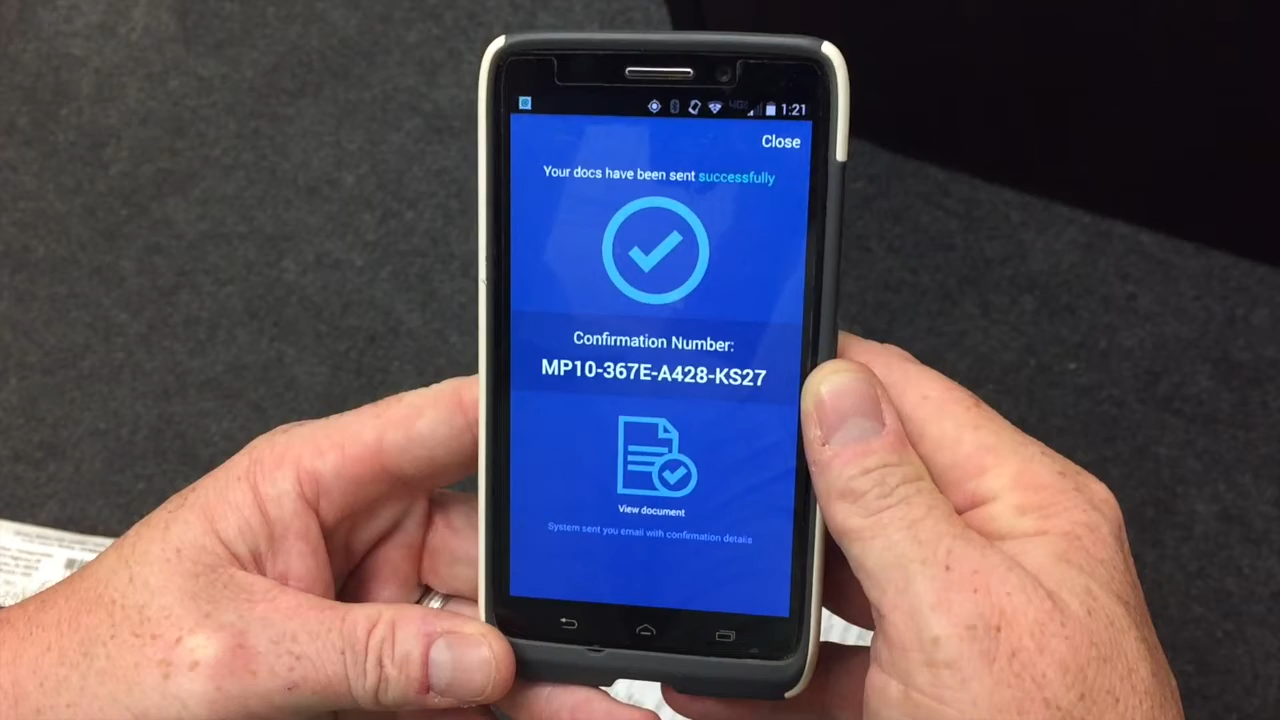 1:21
Close
Your docs have been sent successfully
Confirmation Number:
MP10-367E-A428-KS27
View document
System sent you email with confirmation details